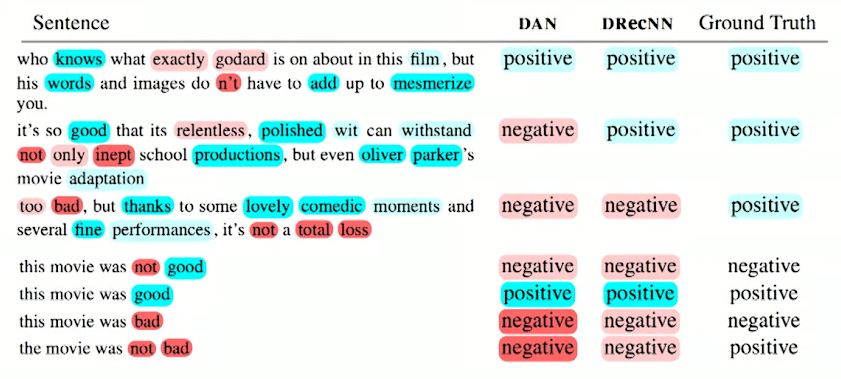 Sentence DAN DRecNN Ground Truth
who knows what exactly godard is on about in this film, but positive positive positive
his words and images do n't have to add up to mesmerize
you.
it's so good that its relentless, polished wit can withstand negative positive positive
not only inept school productions, but even oliver parker's
movie adaptation
too bad, but thanks to some lovely comedic moments and negative negative positive
several fine performances, it's not a total loss
this movie was not good negative negative negative
this movie was good positive positive positive
this movie was bad negative negative negative
the movie was not bad negative negative positive